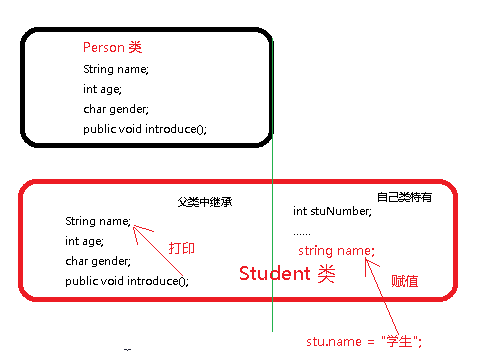 Person 类
String name;
int age;
char gender;
public void introduce();
父类中继承
自己类特有
String name;
int age;
char gender;
public void introduce();
打印
int stuNumber;
......
string name;
Student 类
赋值
stu.name = "学生";
~